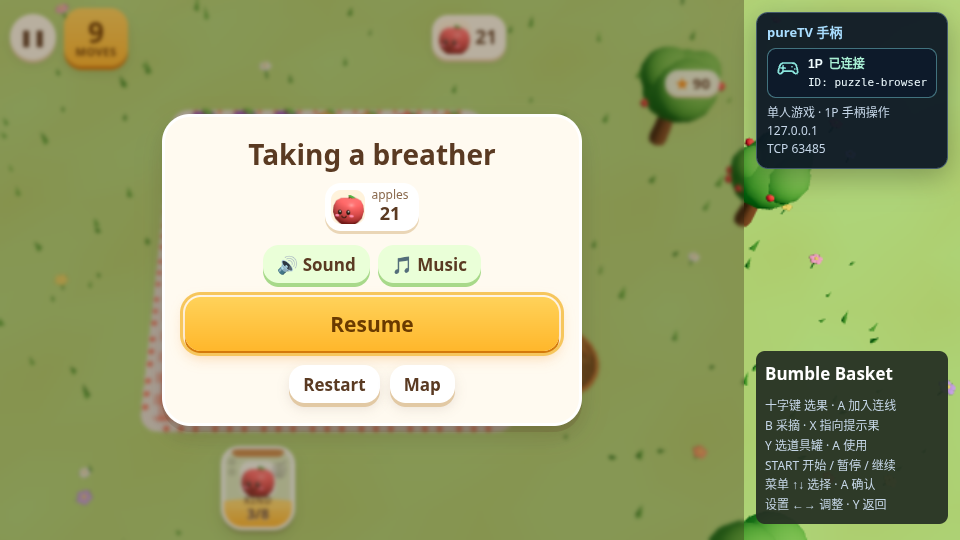 9
MOVES
21
90
Taking a breather
apples
21
🔊 Sound
🎵 Music
Resume
Restart
Map
3/8
pureTV 手柄
1P 已连接
ID: puzzle-browser
单人游戏 · 1P 手柄操作
127.0.0.1
TCP 63485
Bumble Basket
十字键 选果 · A 加入连线
B 采摘 · X 指向提示果
Y 选道具罐 · A 使用
START 开始 / 暂停 / 继续
菜单 ↑↓ 选择 · A 确认
设置 ←→ 调整 · Y 返回